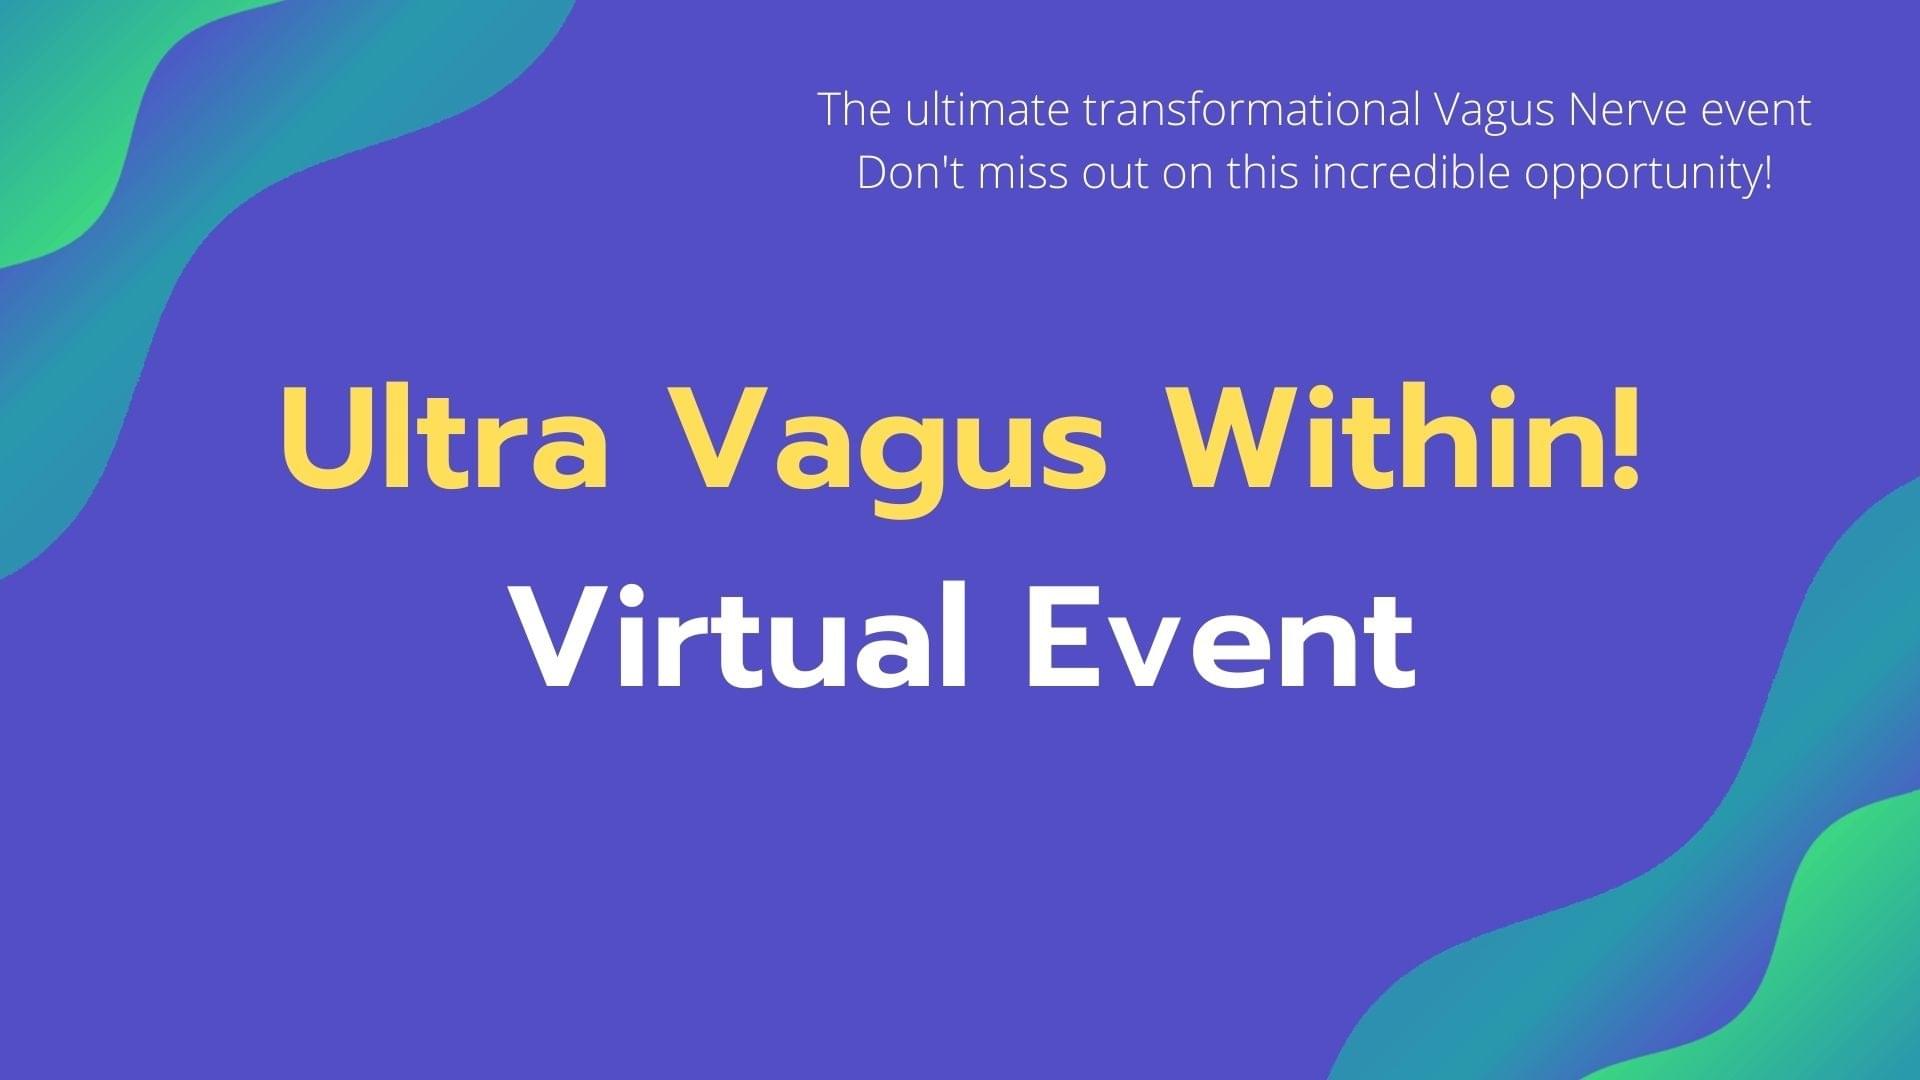 The ultimate transformational Vagus Nerve event
Don't miss out on this incredible opportunity!
Ultra Vagus Within!
Virtual Event